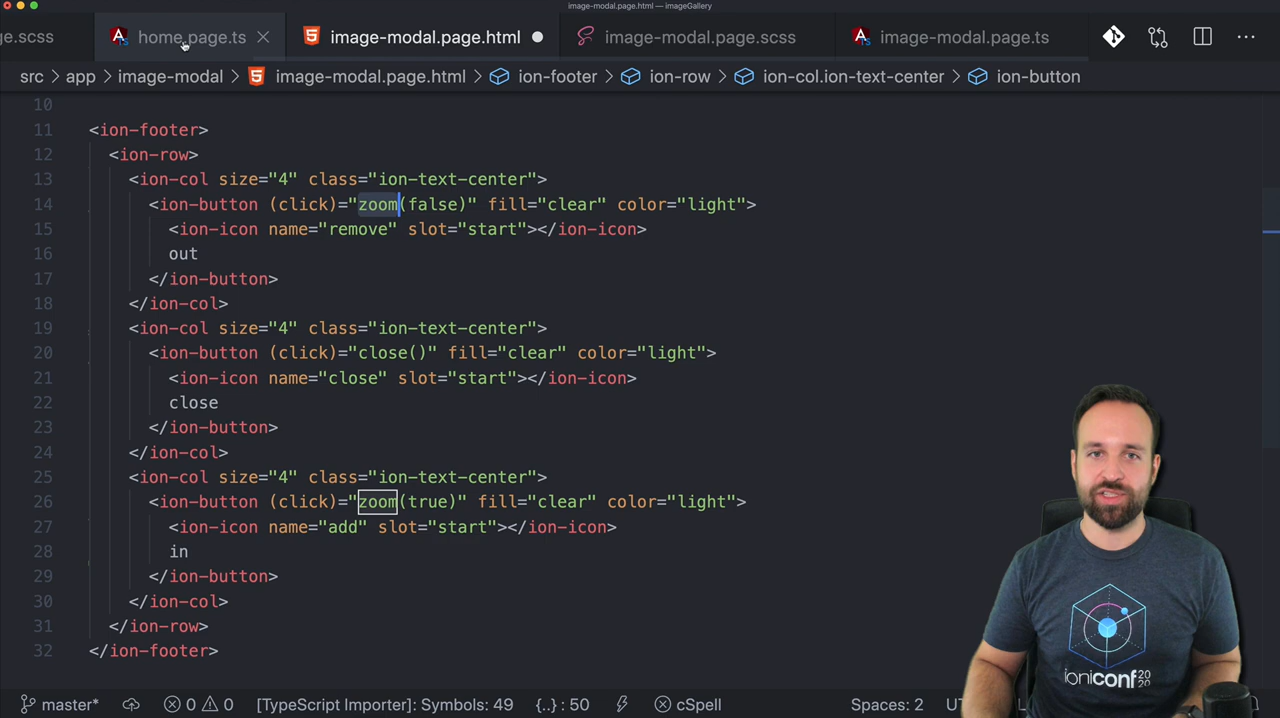 image-modal.page.html — imageGallery
ge.scss home.page.ts image-modal.page.html image-modal.page.scss image-modal.page.ts
src > app > image-modal > image-modal.page.html > ion-footer > ion-row > ion-col.ion-text-center > ion-button
10
11 <ion-footer>
12 <ion-row>
13 <ion-col size="4" class="ion-text-center">
14 <ion-button (click)="zoom(false)" fill="clear" color="light">
15 <ion-icon name="remove" slot="start"></ion-icon>
16 out
17 </ion-button>
18 </ion-col>
19 <ion-col size="4" class="ion-text-center">
20 <ion-button (click)="close()" fill="clear" color="light">
21 <ion-icon name="close" slot="start"></ion-icon>
22 close
23 </ion-button>
24 </ion-col>
25 <ion-col size="4" class="ion-text-center">
26 <ion-button (click)="zoom(true)" fill="clear" color="light">
27 <ion-icon name="add" slot="start"></ion-icon>
28 in
29 </ion-button>
30 </ion-col>
31 </ion-row>
32 </ion-footer>
ioniconf 2020
master* 0 0 [TypeScript Importer]: Symbols: 49 {..} : 50 cSpell Spaces: 2